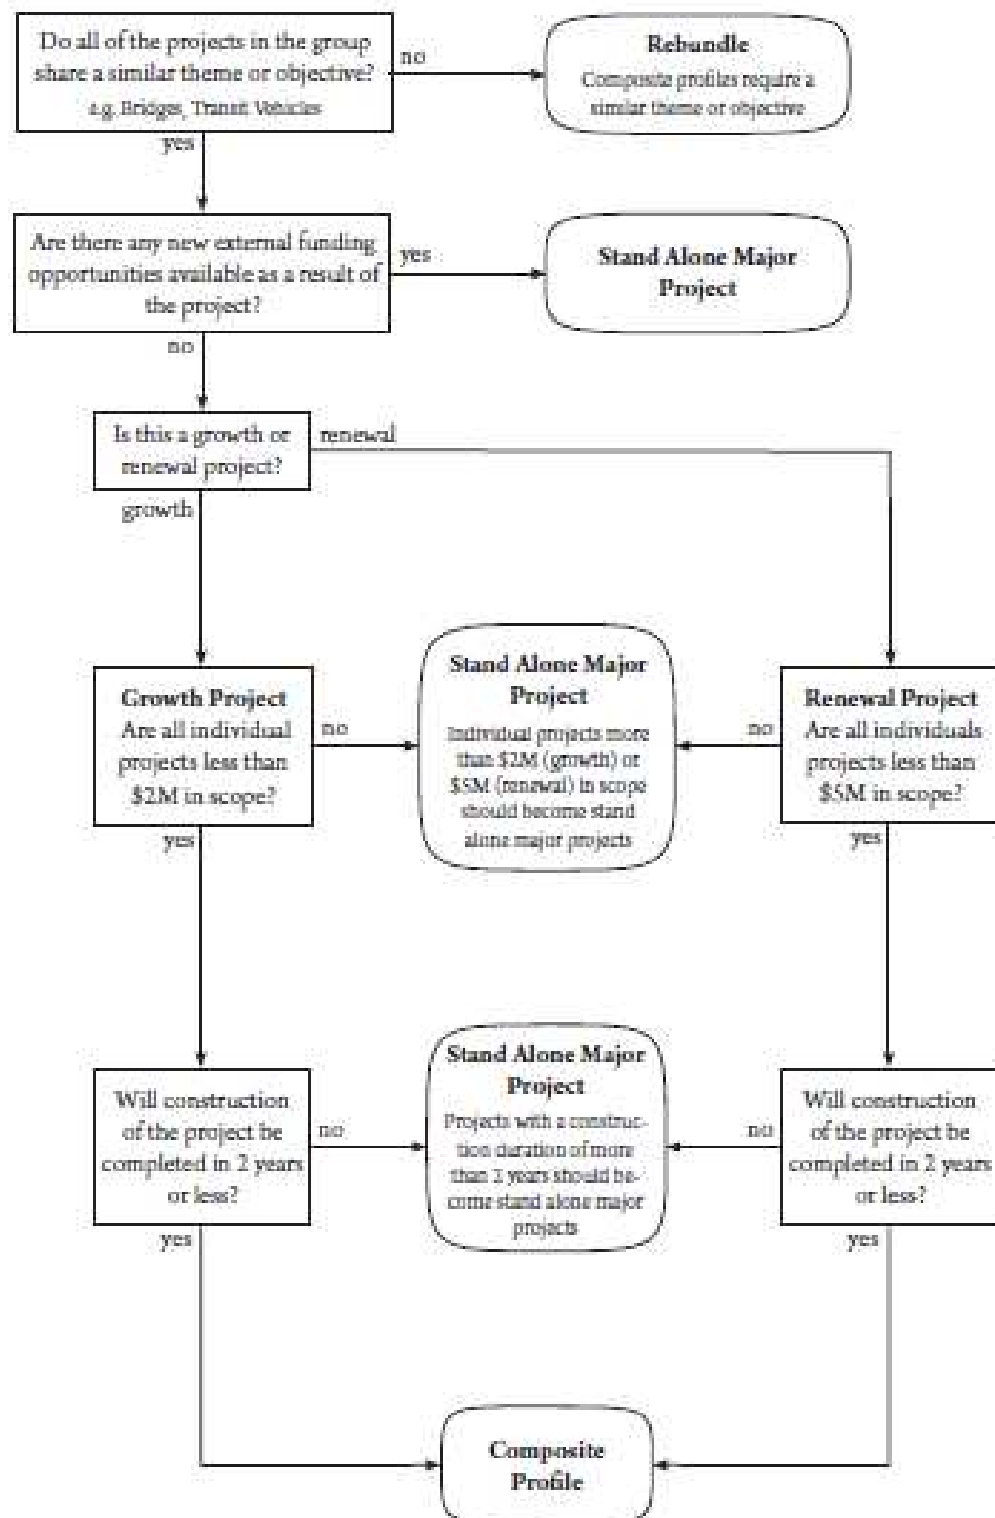 Do all of the projects in the group
share a similar theme or objective?
e.g. Bridges, Transit Vehicles
no
Rebundle
Composite profiles require a
similar theme or objective
yes
Are there any new external funding
opportunities available as a result of
the project?
yes
Stand Alone Major
Project
no
Is this a growth or
renewal project?
renewal
growth
Growth Project
Are all individual
projects less than
$2M in scope?
no
Stand Alone Major
Project
Individual projects more
than $2M (growth) or
$5M (renewal) in scope
should become stand
alone major projects
no
Renewal Project
Are all individuals
projects less than
$5M in scope?
yes
yes
Will construction
of the project be
completed in 2 years
or less?
no
Stand Alone Major
Project
Projects with a construc-
tion duration of more
than 2 years should be-
come stand alone major
projects
no
Will construction
of the project be
completed in 2 years
or less?
yes
yes
Composite
Profile